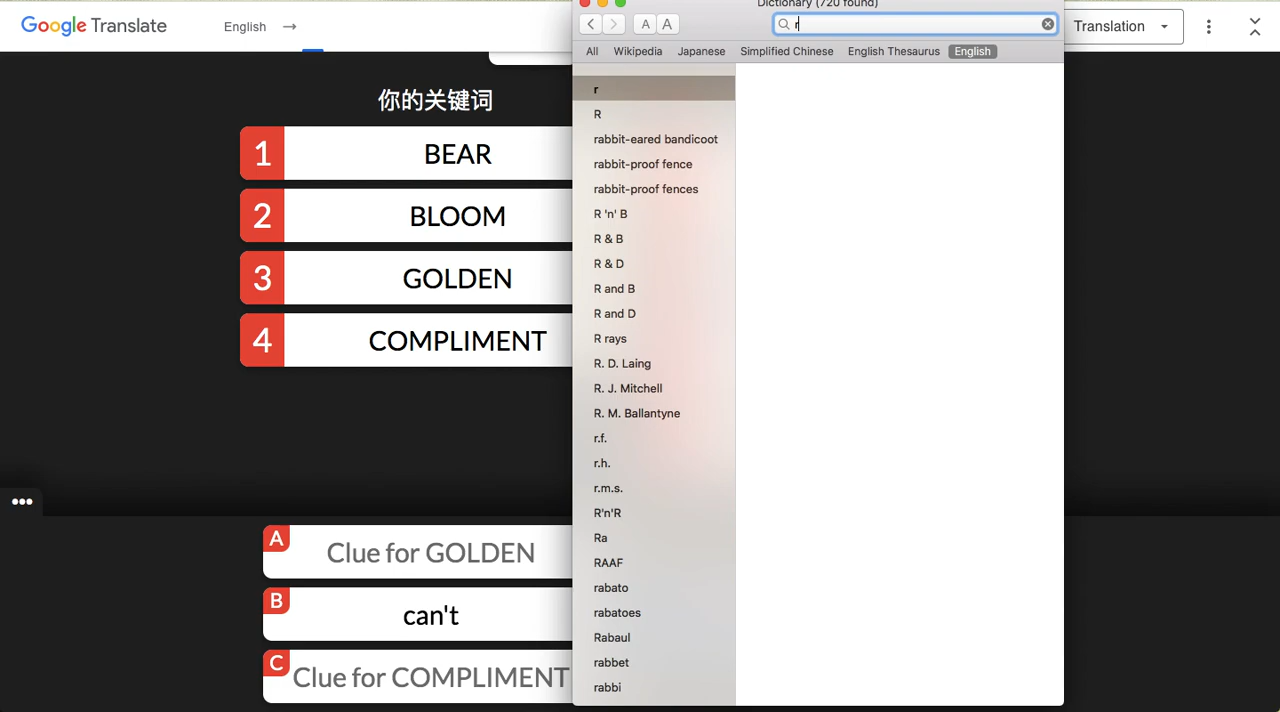 Google Translate
English →
Translation
你的关键词
1 BEAR
2 BLOOM
3 GOLDEN
4 COMPLIMENT
•••
A Clue for GOLDEN
B can't
C Clue for COMPLIMENT
Dictionary (720 found)
A A
r
All Wikipedia Japanese Simplified Chinese English Thesaurus English
r
R
rabbit-eared bandicoot
rabbit-proof fence
rabbit-proof fences
R 'n' B
R & B
R & D
R and B
R and D
R rays
R. D. Laing
R. J. Mitchell
R. M. Ballantyne
r.f.
r.h.
r.m.s.
R'n'R
Ra
RAAF
rabato
rabatoes
Rabaul
rabbet
rabbi